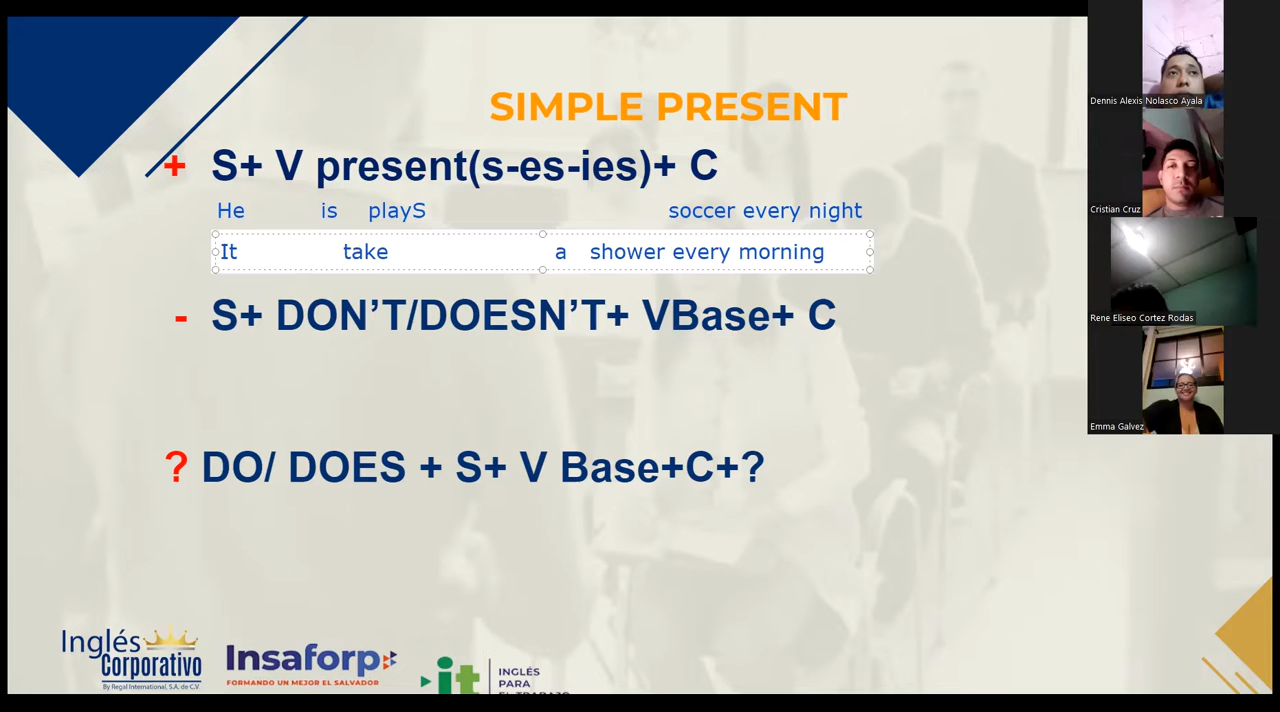 SIMPLE PRESENT
+ S+ V present(s-es-ies)+ C
He is playS soccer every night
It take a shower every morning
- S+ DON’T/DOESN’T+ VBase+ C
? DO/ DOES + S+ V Base+C+?
Inglés
Corporativo
By Regal International, S.A. de C.V.
Insaforp
FORMANDO UN MEJOR EL SALVADOR
it
INGLÉS
PARA
EL TRABAJO
Dennis Alexis Nolasco Ayala
Cristian Cruz
Rene Eliseo Cortez Rodas
Emma Galvez